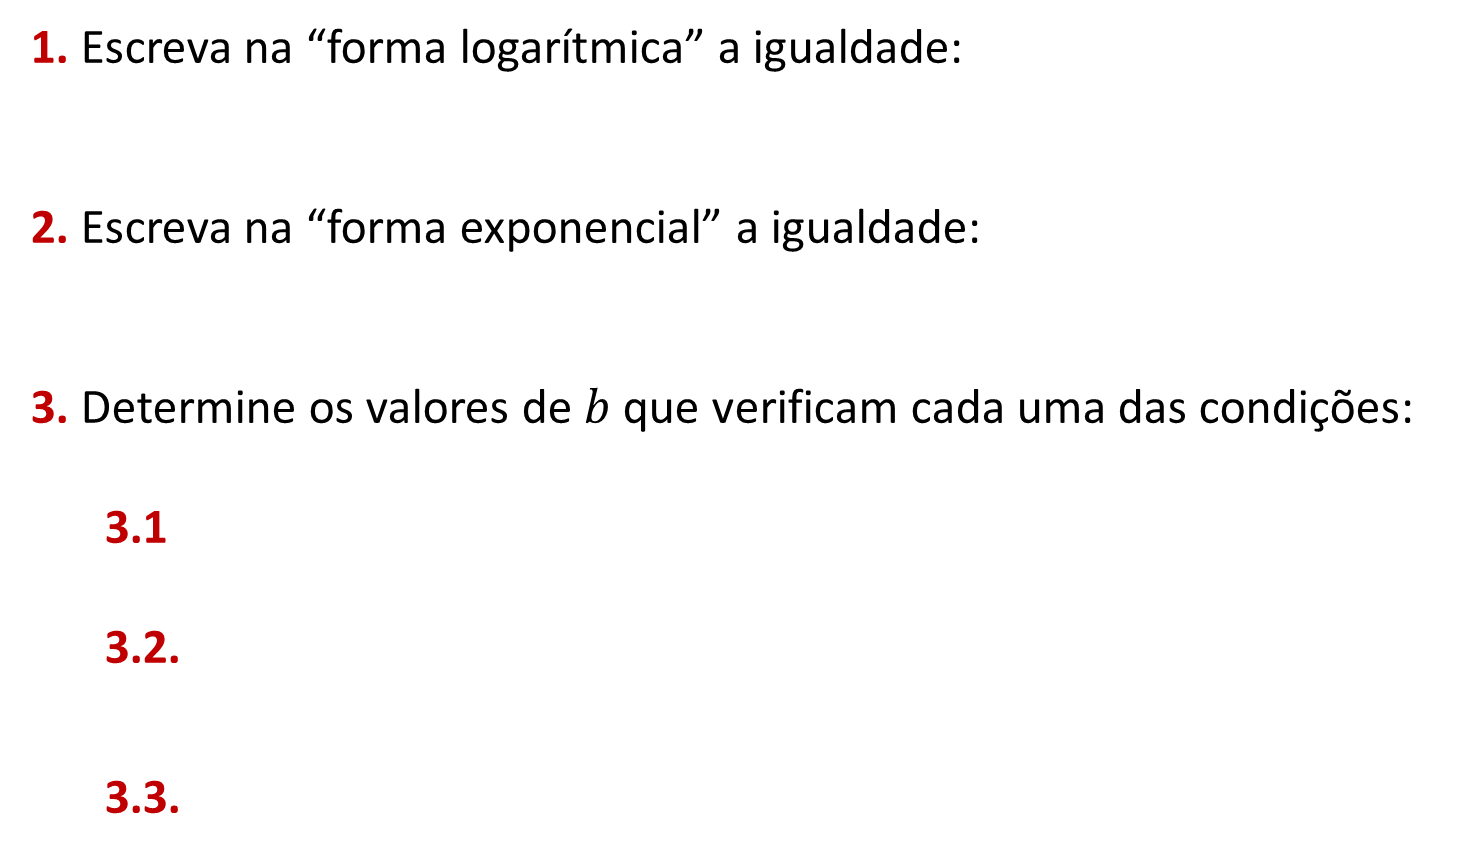 1. Escreva na “forma logarítmica” a igualdade:
2. Escreva na “forma exponencial” a igualdade:
3. Determine os valores de b que verificam cada uma das condições:
3.1
3.2.
3.3.